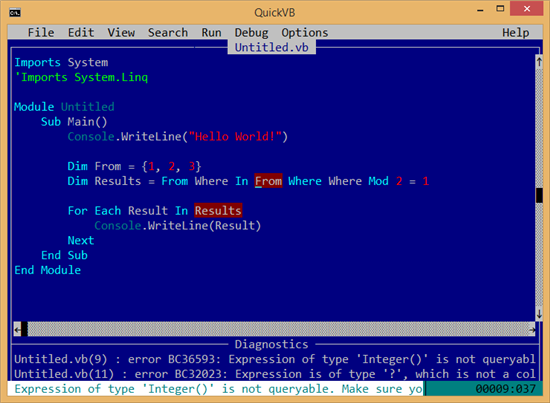 QuickVB
File Edit View Search Run Debug Options Help
Untitled.vb
Imports System
'Imports System.Linq
Module Untitled
Sub Main()
Console.WriteLine("Hello World!")
Dim From = {1, 2, 3}
Dim Results = From Where In From Where Where Mod 2 = 1
For Each Result In Results
Console.WriteLine(Result)
Next
End Sub
End Module
Diagnostics
Untitled.vb(9) : error BC36593: Expression of type 'Integer()' is not queryabl
Untitled.vb(11) : error BC32023: Expression is of type '?', which is not a col
Expression of type 'Integer()' is not queryable. Make sure yo 00009:037